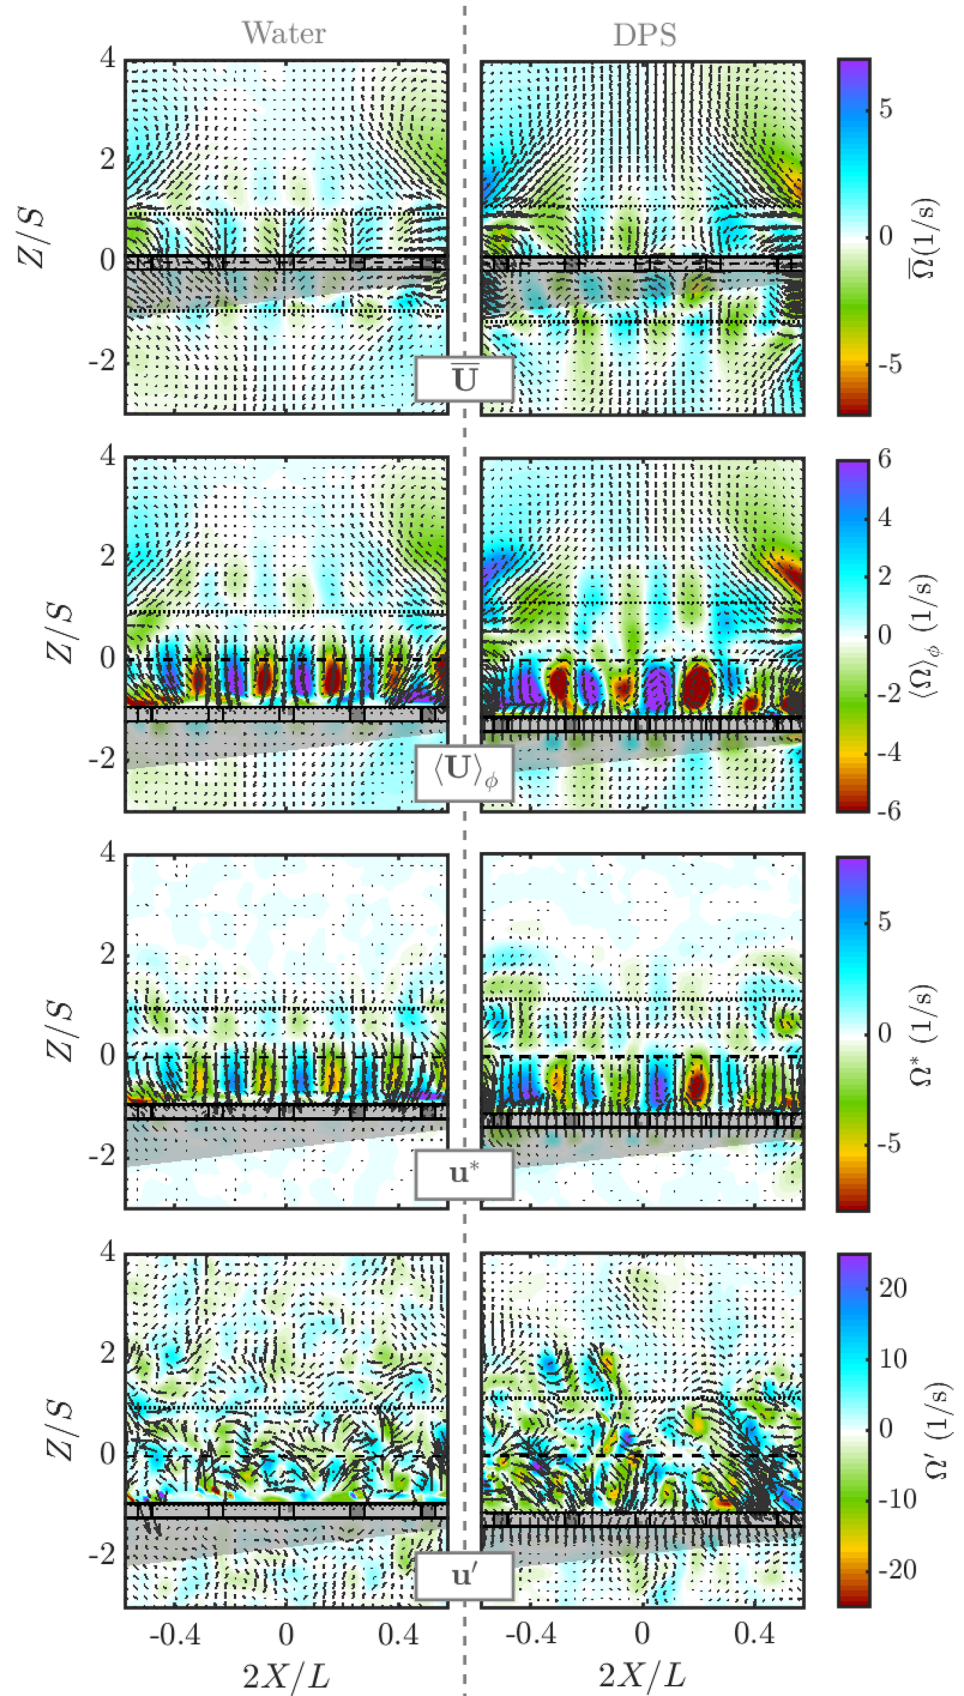 Water DPS
4
2
0
-2
Z/S
5
0
-5
Ω̅(1/s)
U̅
4
2
0
-2
Z/S
6
4
2
0
-2
-4
-6
⟨Ω⟩ϕ (1/s)
⟨U⟩ϕ
4
2
0
-2
Z/S
5
0
-5
Ω* (1/s)
u*
4
2
0
-2
Z/S
20
10
0
-10
-20
Ω′ (1/s)
u′
-0.4 0 0.4 -0.4 0 0.4
2X/L 2X/L